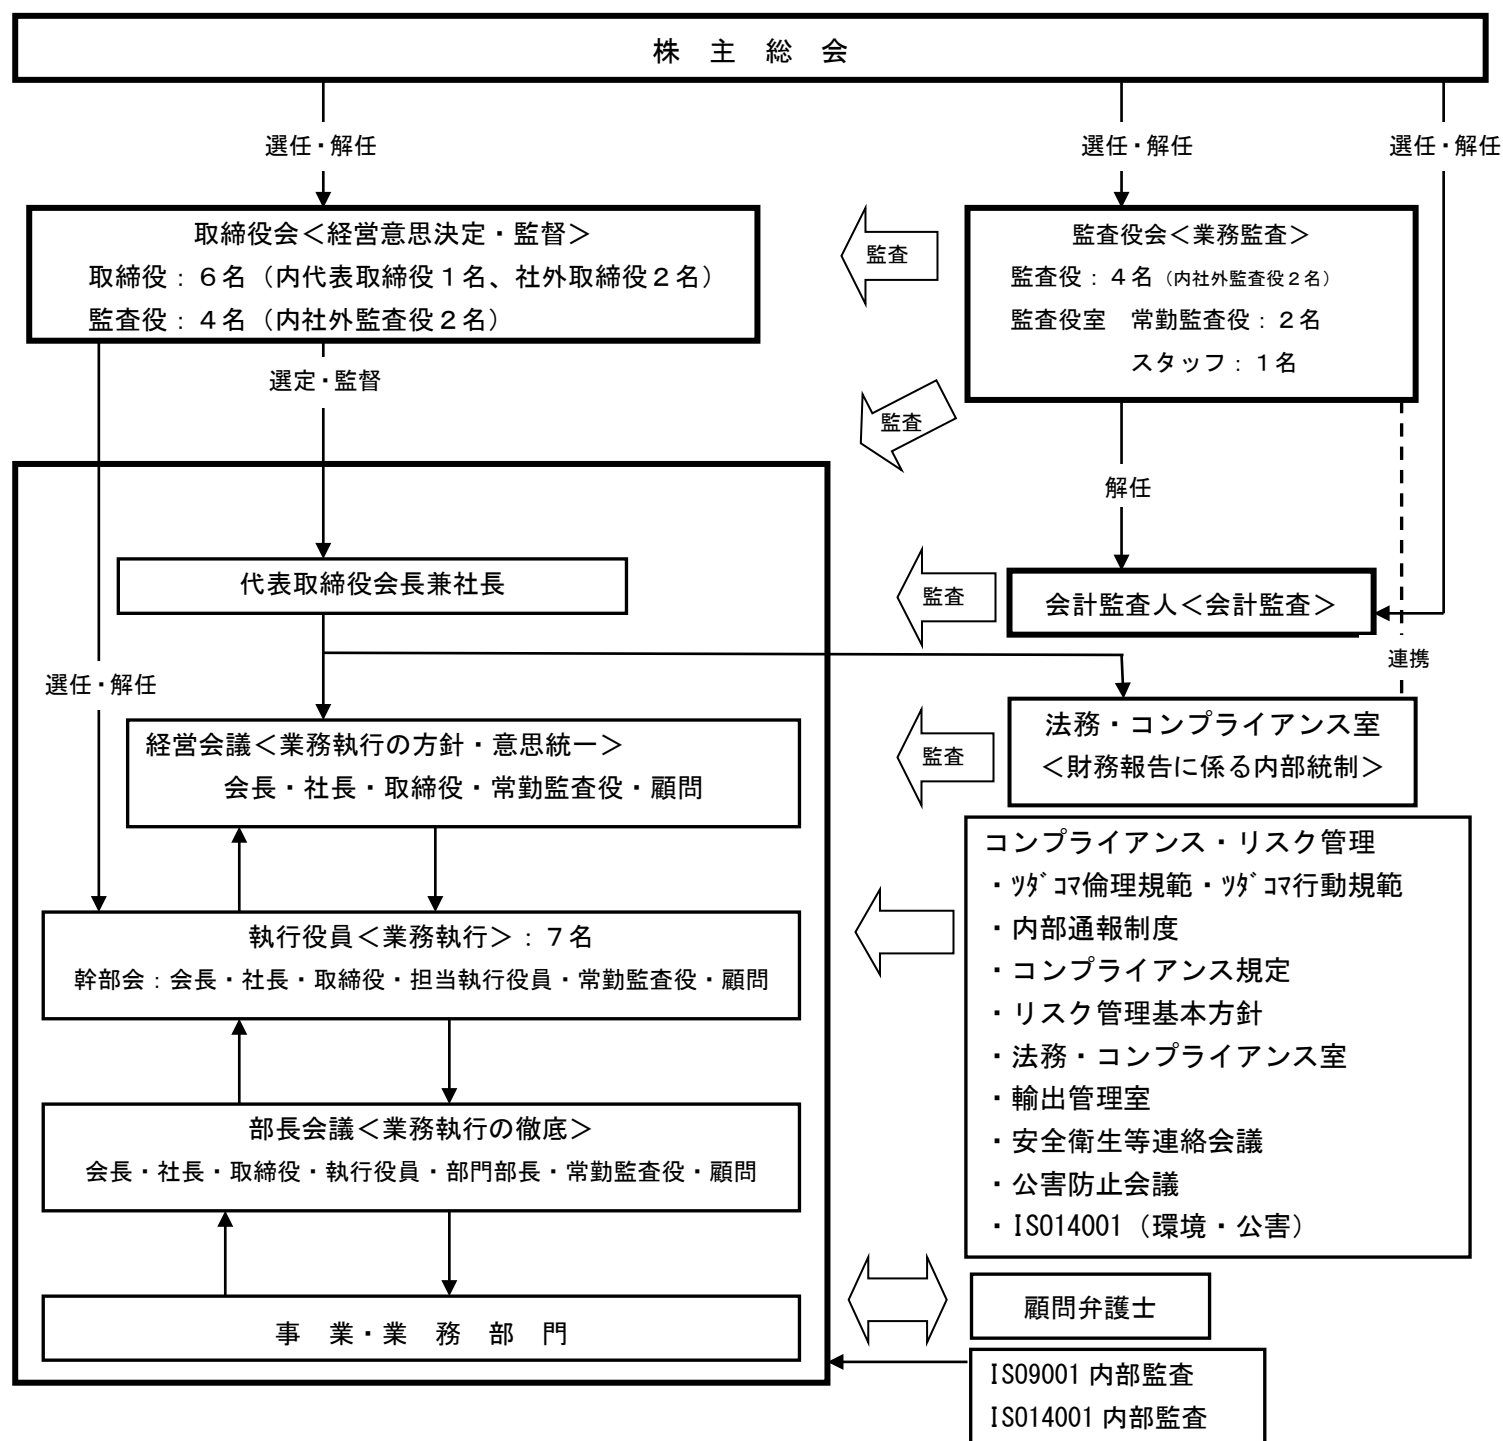 株　主　総　会
選任・解任
選任・解任
選任・解任
取締役会＜経営意思決定・監督＞
取締役：６名（内代表取締役１名、社外取締役２名）
監査役：４名（内社外監査役２名）
監査
監査役会＜業務監査＞
監査役：４名（内社外監査役２名）
監査役室　常勤監査役：２名
スタッフ：１名
選定・監督
監査
解任
代表取締役会長兼社長
監査
会計監査人＜会計監査＞
連携
選任・解任
経営会議＜業務執行の方針・意思統一＞
会長・社長・取締役・常勤監査役・顧問
監査
法務・コンプライアンス室
＜財務報告に係る内部統制＞
執行役員＜業務執行＞：７名
幹部会：会長・社長・取締役・担当執行役員・常勤監査役・顧問
コンプライアンス・リスク管理
・ﾂﾀﾞｺﾏ倫理規範・ﾂﾀﾞｺﾏ行動規範
・内部通報制度
・コンプライアンス規定
・リスク管理基本方針
・法務・コンプライアンス室
・輸出管理室
・安全衛生等連絡会議
・公害防止会議
・ISO14001（環境・公害）
部長会議＜業務執行の徹底＞
会長・社長・取締役・執行役員・部門部長・常勤監査役・顧問
顧問弁護士
事　業・業　務　部　門
ISO9001 内部監査
ISO14001 内部監査